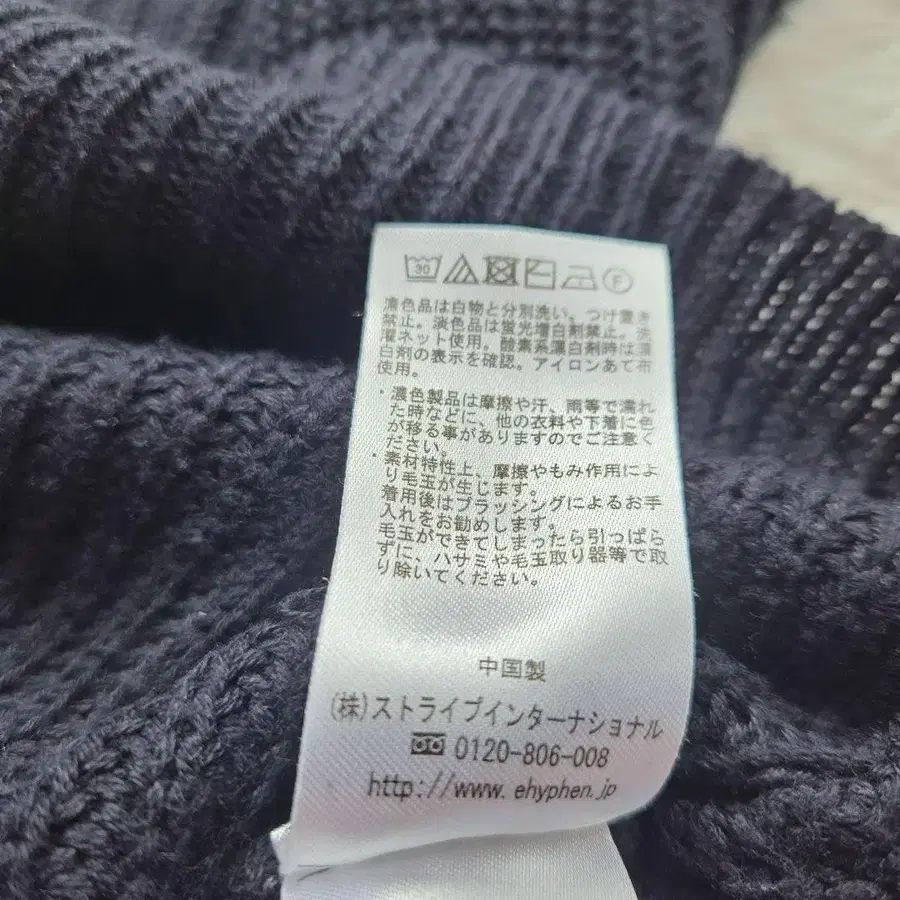 30 F
濃色品は白物と分別洗い、つけ置き
禁止。淡色品は蛍光増白剤禁止。洗
濯ネット使用。酸素系漂白剤時は漂
白剤の表示を確認。アイロンあて布
使用。
・濃色製品は摩擦や汗、雨等で濡れ
た時などに、他の衣料や下着に色
が移る事がありますのでご注意く
ださい。
・素材特性上、摩擦やもみ作用によ
り毛玉が生じます。
着用後はブラッシングによるお手
入れをお勧めします。
毛玉ができてしまったら引っぱら
ずに、ハサミや毛玉取り器等で取
り除いてください。
中国製
(株)ストライプインターナショナル
0120-806-008
http://www. ehyphen.jp